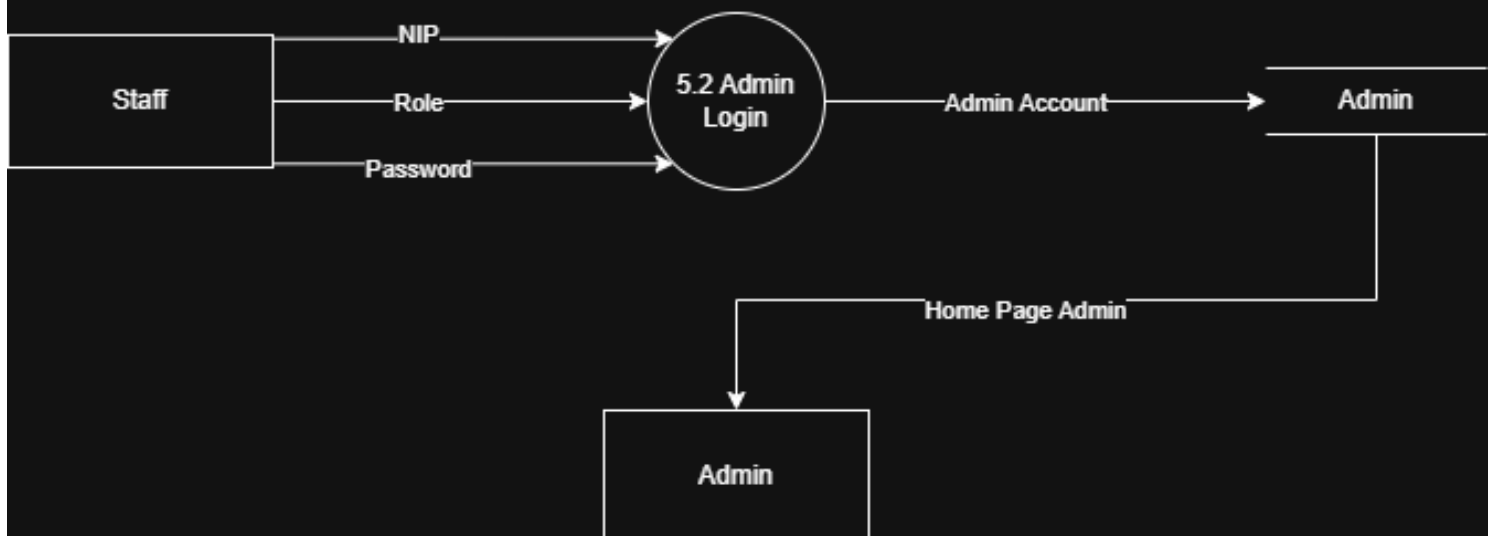 NIP
Staff
Role
Password
5.2 Admin
Login
Admin Account
Admin
Home Page Admin
Admin